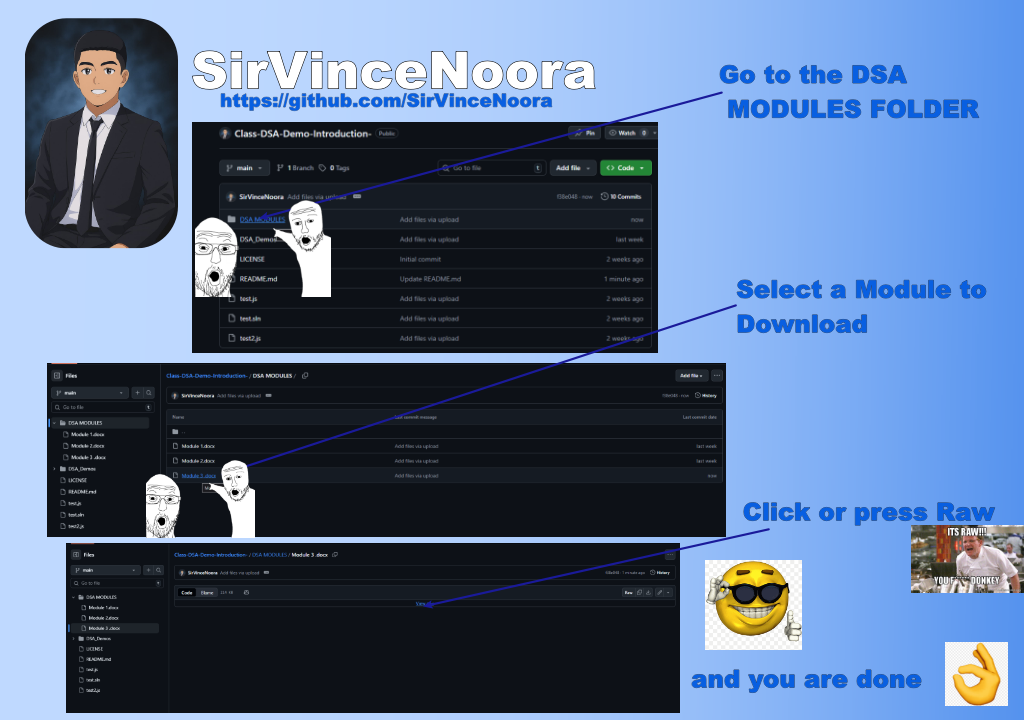 SirVinceNoora
https://github.com/SirVinceNoora
Go to the DSA
MODULES FOLDER
Class-DSA-Demo-Introduction- Public
Pin Watch 0
main 1 Branch 0 Tags Go to file t Add file Code
SirVinceNoora Add files via upload f38e048 · now 10 Commits
DSA MODULES Add files via upload now
DSA_Demos Add files via upload last week
LICENSE Initial commit 2 weeks ago
README.md Update README.md 1 minute ago
test.js Add files via upload 2 weeks ago
test.sln Add files via upload 2 weeks ago
test2.js Add files via upload 2 weeks ago
Select a Module to
Download
Files
main
Go to file t
DSA MODULES
Module 1.docx
Module 2.docx
Module 3 .docx
DSA_Demos
LICENSE
README.md
test.js
test.sln
test2.js
Class-DSA-Demo-Introduction- / DSA MODULES / Add file
SirVinceNoora Add files via upload f38e048 · now History
Name Last commit message Last commit date
..
Module 1.docx Add files via upload last week
Module 2.docx Add files via upload last week
Module 3 .docx Add files via upload now
Click or press Raw
ITS RAW!!!
YOU F***** DONKEY
Files
main
Go to file t
DSA MODULES
Module 1.docx
Module 2.docx
Module 3 .docx
DSA_Demos
LICENSE
README.md
test.js
test.sln
test2.js
Class-DSA-Demo-Introduction- / DSA MODULES / Module 3 .docx
SirVinceNoora Add files via upload f38e048 · 1 minute ago History
Code Blame Raw
and you are done